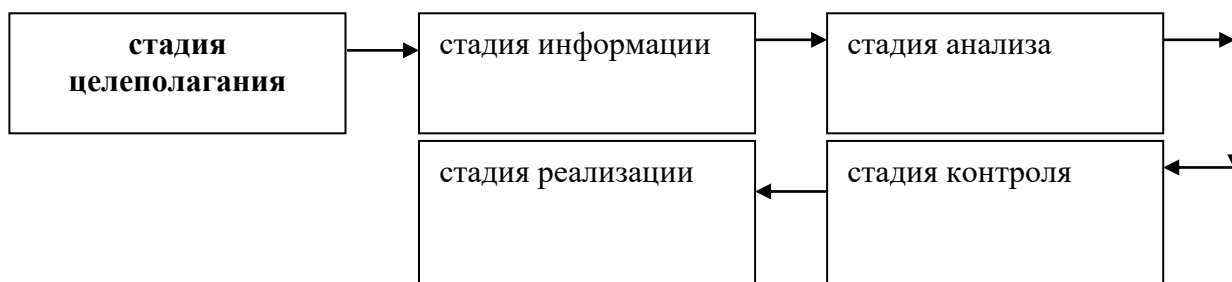 стадия
целеполагания
стадия информации
стадия анализа
стадия реализации
стадия контроля